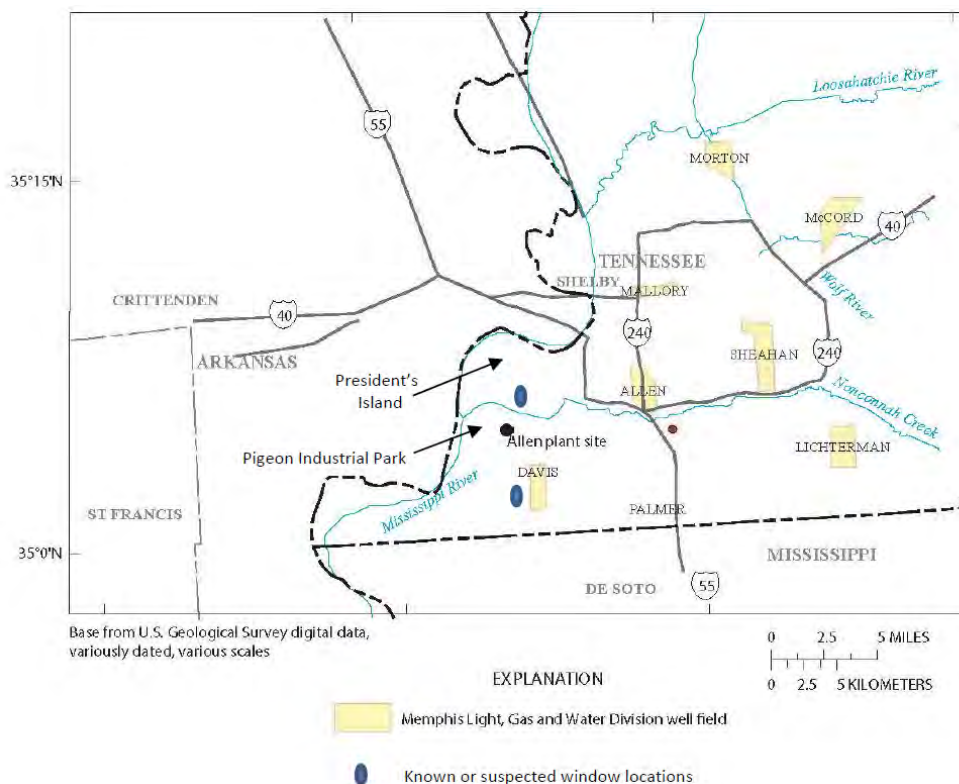 55
Loosahatchie River
MORTON
35°15'N
McCORD
40
TENNESSEE
SHELBY
MALLORY
CRITTENDEN
Wolf River
40
240
SHEAHAN
240
ARKANSAS
President's
Island
ALLEN
Nonconnah Creek
Pigeon Industrial Park
Allen plant site
LICHTERMAN
DAVIS
Mississippi River
ST FRANCIS
PALMER
35°0'N
MISSISSIPPI
DE SOTO
55
Base from U.S. Geological Survey digital data,
variously dated, various scales
0 2.5 5 MILES
0 2.5 5 KILOMETERS
EXPLANATION
Memphis Light, Gas and Water Division well field
Known or suspected window locations